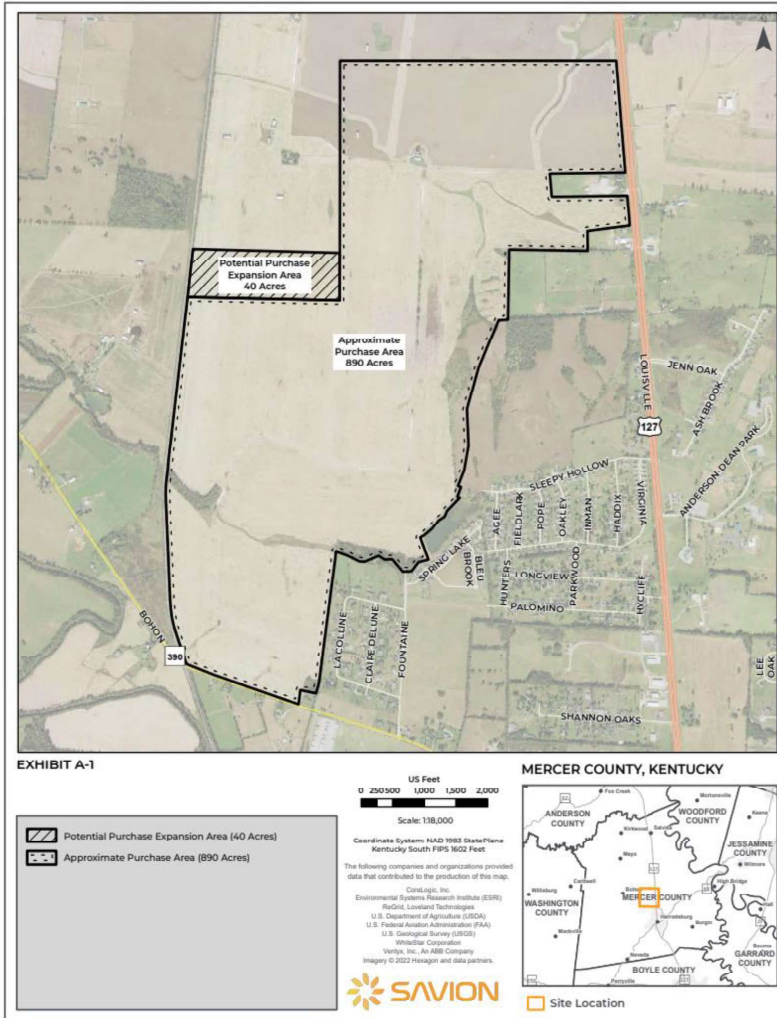 Potential Purchase
Expansion Area
40 Acres
Approximate
Purchase Area
890 Acres
LOUISVILLE
JENN OAK
ASH BROOK
127
ANDERSON DEAN PARK
SLEEPY HOLLOW
AGEE
FIELDLARK
POPE
OAKLEY
INMAN
HADDIX
VIRGINIA
SPRING LAKE
BLEU
BROOK
HUNTERS
LONGVIEW
PARKWOOD
PALOMINO
HYCLIFF
BOHON
390
LACOLLINE
CLAIRE DELUNE
FOUNTAINE
SHANNON OAKS
LEE
OAK
EXHIBIT A-1
Potential Purchase Expansion Area (40 Acres)
Approximate Purchase Area (890 Acres)
US Feet
0 250 500 1,000 1,500 2,000
Scale: 1:18,000
Coordinate System: NAD 1983 StatePlane
Kentucky South FIPS 1602 Feet
The following companies and organizations provided
data that contributed to the production of this map.
CoreLogic, Inc.
Environmental Systems Research Institute (ESRI)
ReGrid, Loveland Technologies
U.S. Department of Agriculture (USDA)
U.S. Federal Aviation Administration (FAA)
U.S. Geological Survey (USGS)
WhiteStar Corporation
Ventyx, Inc., An ABB Company
Imagery © 2022 Hexagon and data partners.
SAVION
MERCER COUNTY, KENTUCKY
Fox Creek
62
ANDERSON
COUNTY
Mortonsville
WOODFORD
COUNTY
Keene
Kirkwood
Salvisa
JESSAMINE
COUNTY
Mayo
Wilmore
Cardwell
High Bridge
Willisburg
MERCER COUNTY
WASHINGTON
COUNTY
Harrodsburg
Burgin
Mackville
GARRARD
COUNTY
Nevada
BOYLE COUNTY
Perryville
Site Location